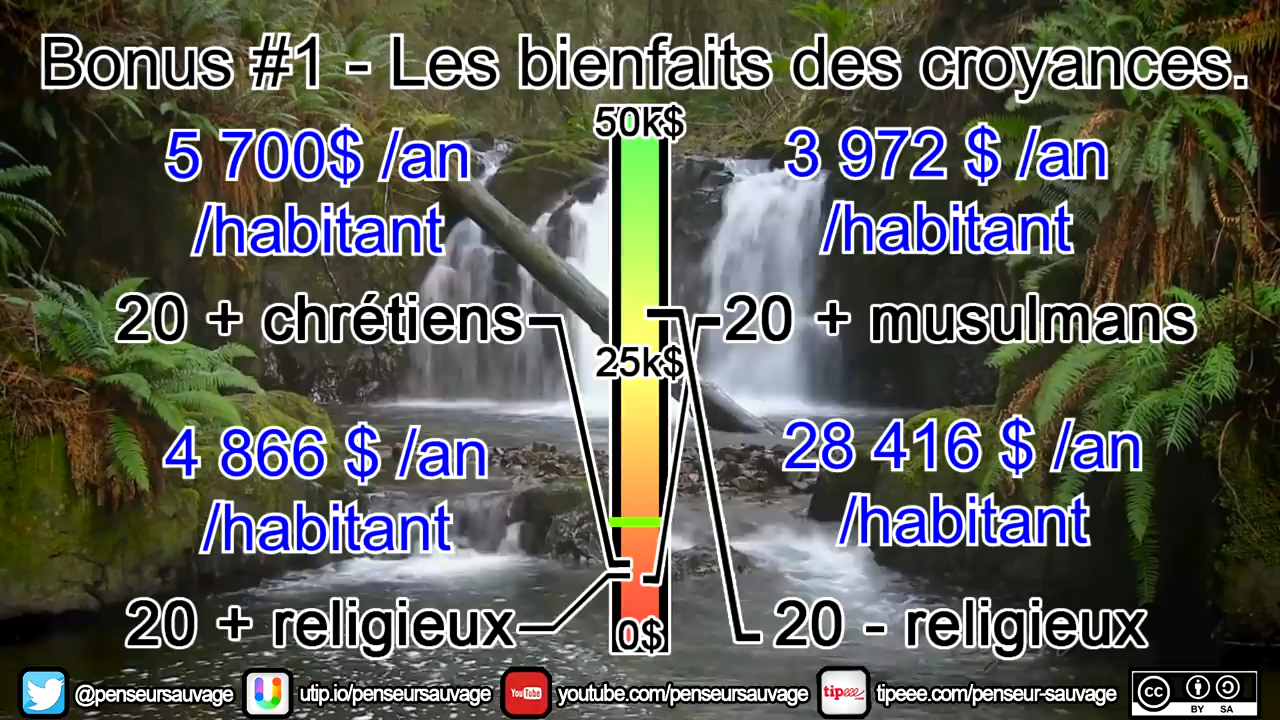 Bonus #1 - Les bienfaits des croyances.
50k$
5 700$ /an
/habitant
3 972 $ /an
/habitant
20 + chrétiens
20 + musulmans
25k$
4 866 $ /an
/habitant
28 416 $ /an
/habitant
20 + religieux
0$
20 - religieux
@penseursauvage
utip.io/penseursauvage
YouTube
youtube.com/penseursauvage
tipeee
tipeee.com/penseur-sauvage
cc
BY SA